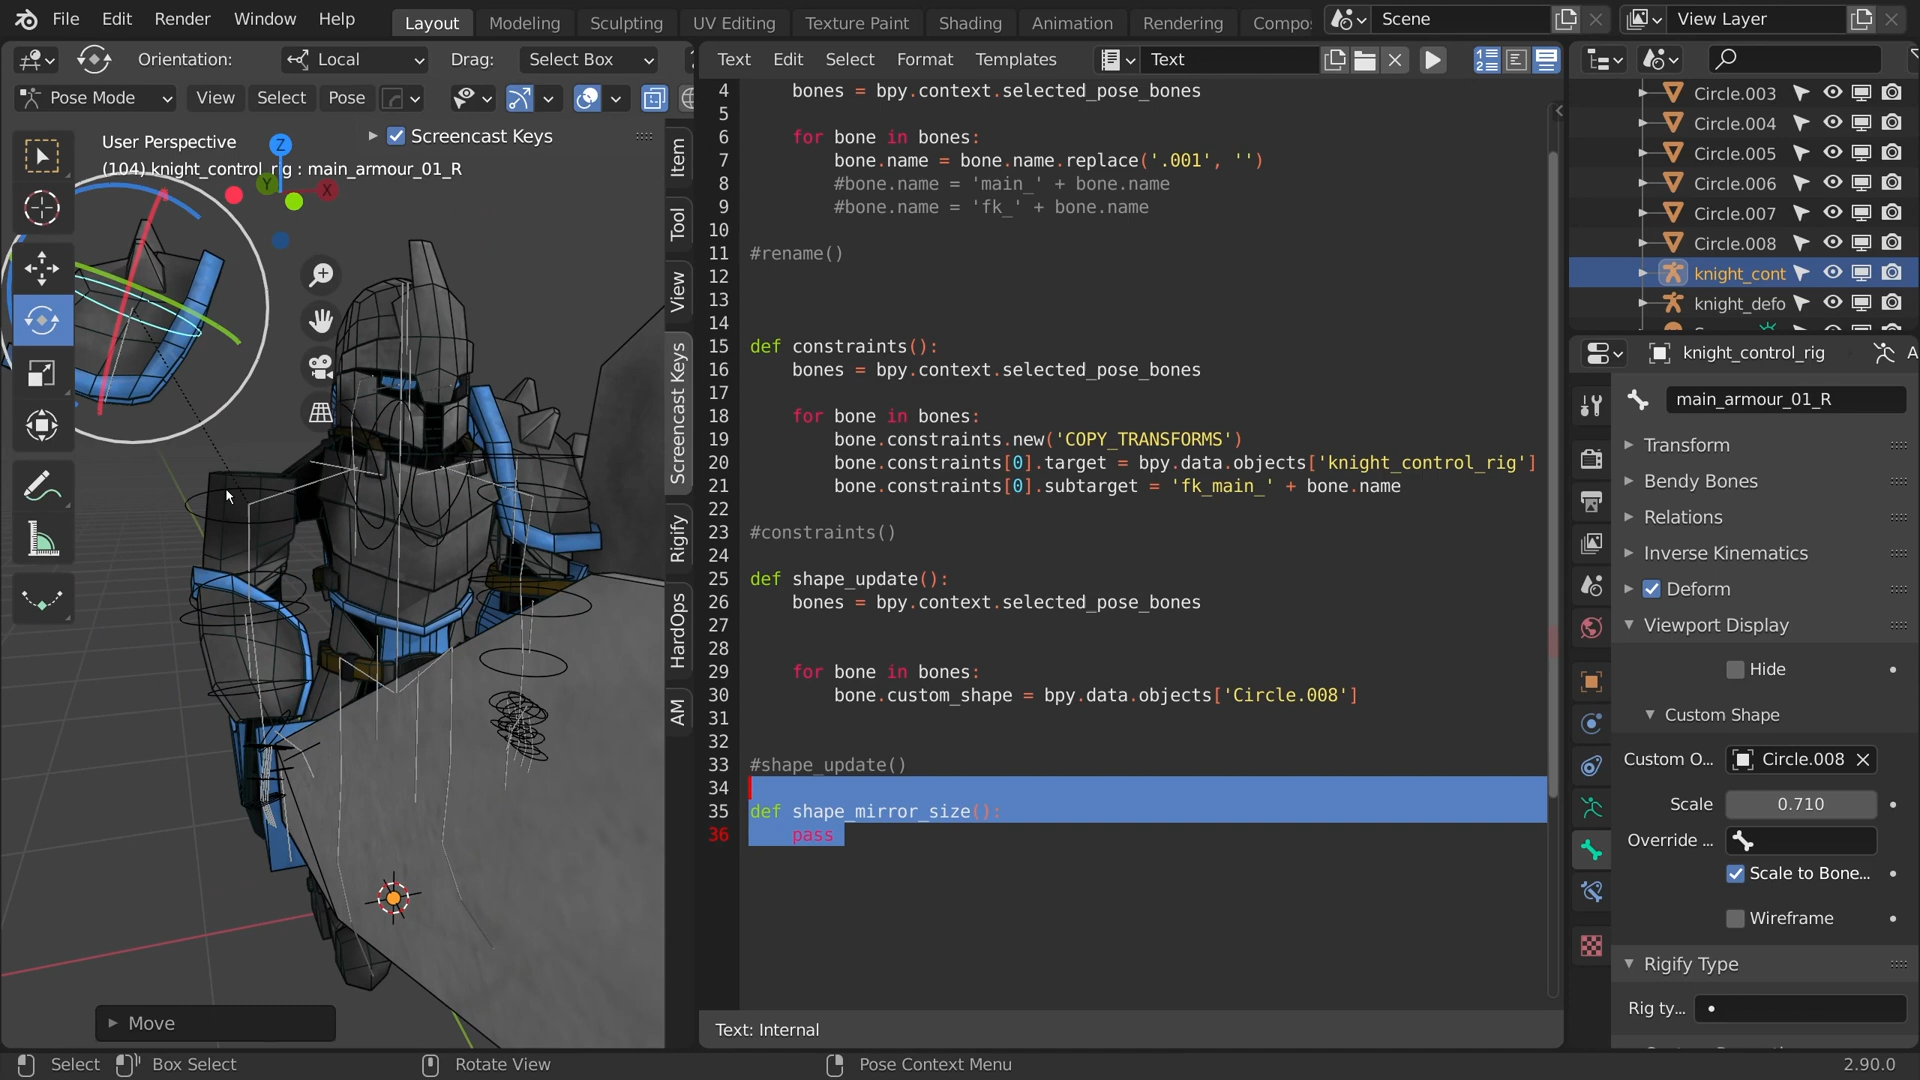 File Edit Render Window Help Layout Modeling Sculpting UV Editing Texture Paint Shading Animation Rendering Scene View Layer
Orientation: Local Drag: Select Box
Text Edit Select Format Templates Text
Pose Mode View Select Pose
Screencast Keys
User Perspective
(104) knight_control_rig : main_armour_01_R
Z
Y
X
Item
Tool
View
Screencast Keys
Rigify
HardOps
AM
Move
4 bones = bpy.context.selected_pose_bones
5
6 for bone in bones:
7 bone.name = bone.name.replace('.001', '')
8 #bone.name = 'main_' + bone.name
9 #bone.name = 'fk_' + bone.name
10
11 #rename()
12
13
14
15 def constraints():
16 bones = bpy.context.selected_pose_bones
17
18 for bone in bones:
19 bone.constraints.new('COPY_TRANSFORMS')
20 bone.constraints[0].target = bpy.data.objects['knight_control_rig']
21 bone.constraints[0].subtarget = 'fk_main_' + bone.name
22
23 #constraints()
24
25 def shape_update():
26 bones = bpy.context.selected_pose_bones
27
28
29 for bone in bones:
30 bone.custom_shape = bpy.data.objects['Circle.008']
31
32
33 #shape_update()
34
35 def shape_mirror_size():
36 pass
Text: Internal
Circle.003
Circle.004
Circle.005
Circle.006
Circle.007
Circle.008
knight_cont
knight_defo
knight_control_rig A
main_armour_01_R
Transform
Bendy Bones
Relations
Inverse Kinematics
Deform
Viewport Display
Hide
Custom Shape
Custom O... Circle.008
Scale 0.710
Override ...
Scale to Bone...
Wireframe
Rigify Type
Rig ty...
Select Box Select Rotate View Pose Context Menu 2.90.0